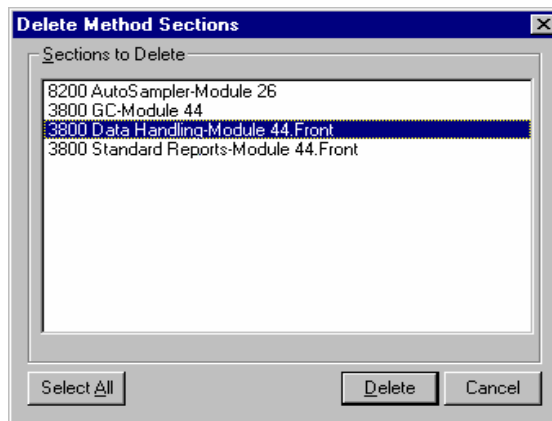 Delete Method Sections
Sections to Delete
8200 AutoSampler-Module 26
3800 GC-Module 44
3800 Data Handling-Module 44.Front
3800 Standard Reports-Module 44.Front
Select All
Delete
Cancel